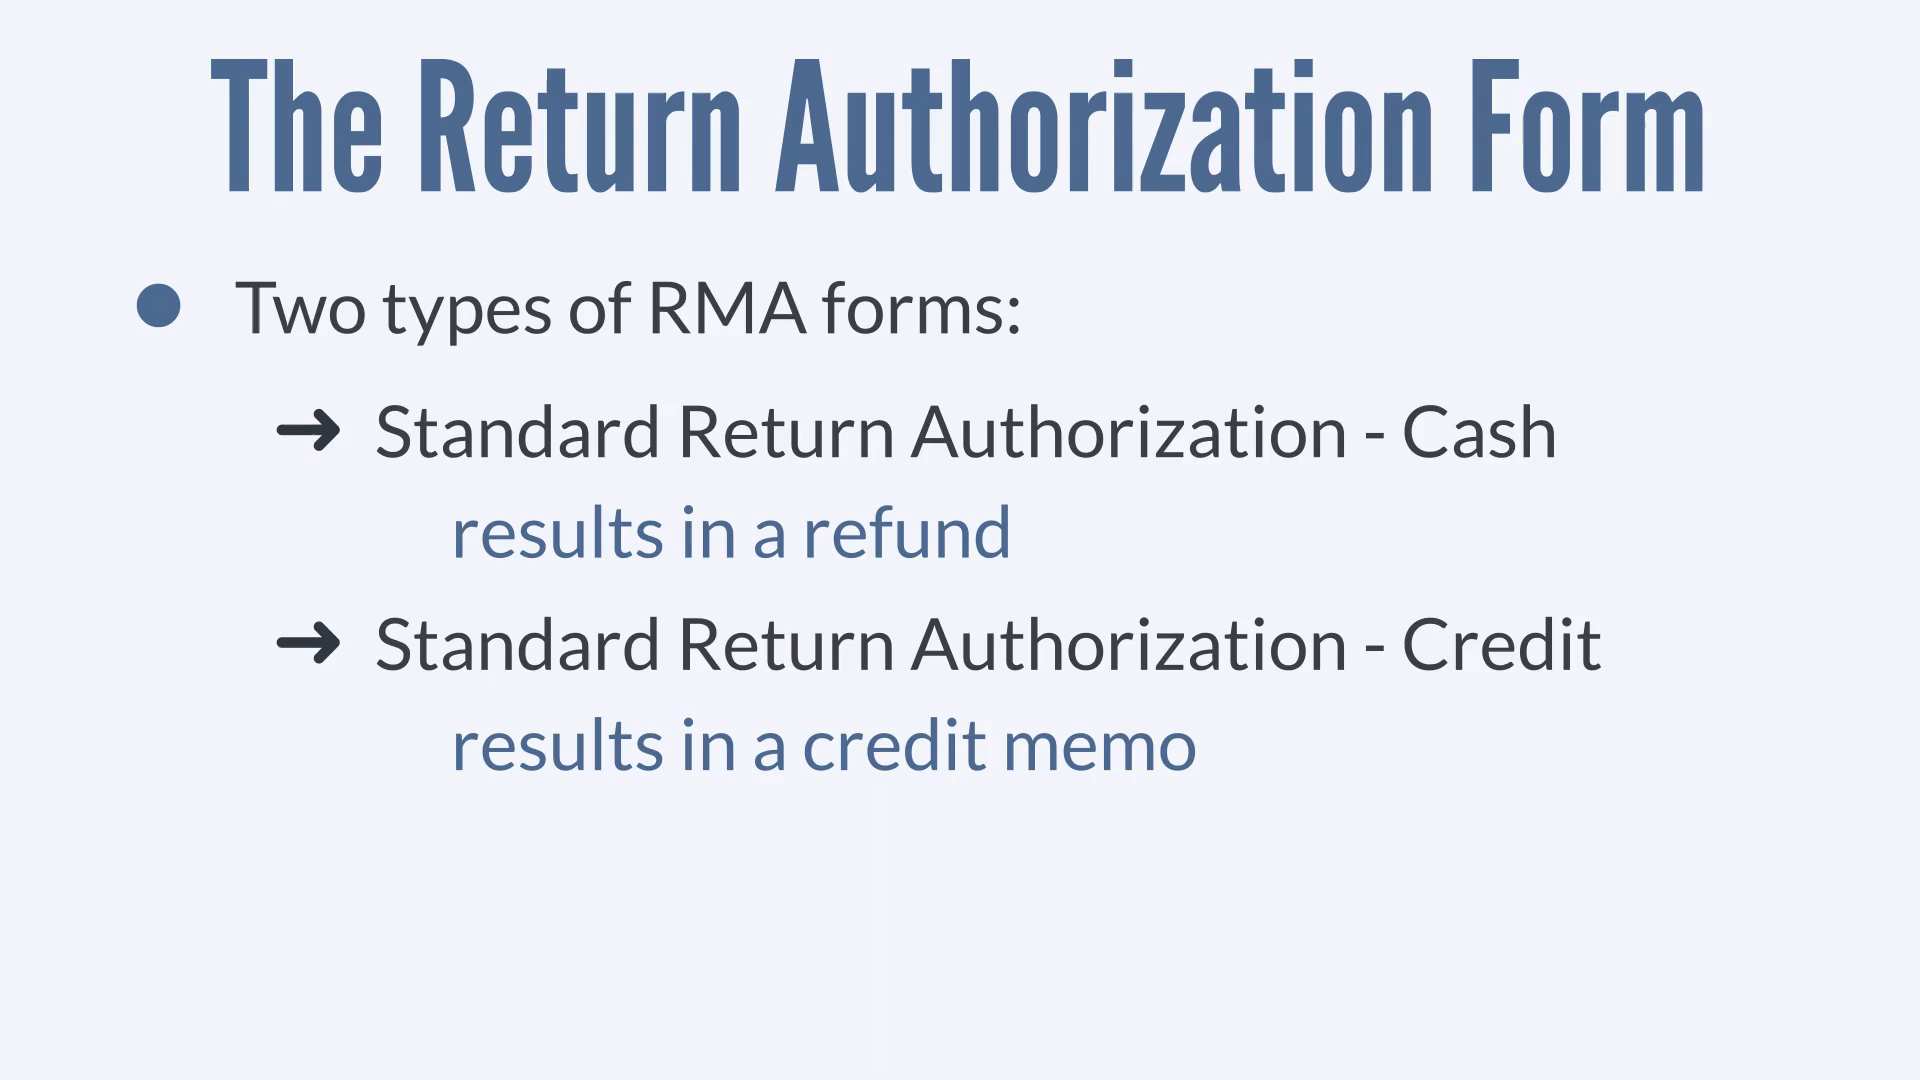 The Return Authorization Form
● Two types of RMA forms:
➜ Standard Return Authorization - Cash
results in a refund
➜ Standard Return Authorization - Credit
results in a credit memo